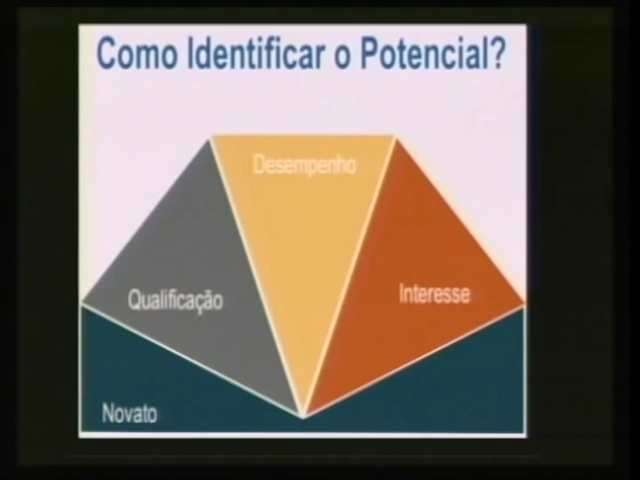 Como Identificar o Potencial?
Desempenho
Qualificação
Interesse
Novato